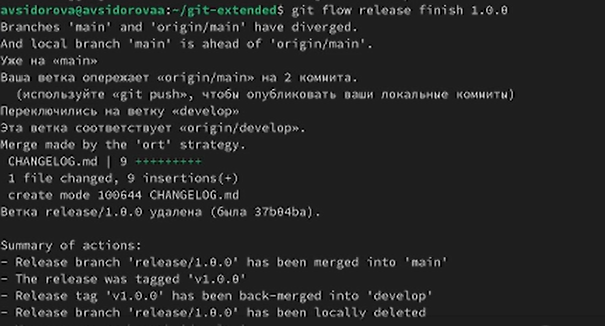 avsidorova@avsidorovaa:~/git-extended$ git flow release finish 1.0.0
Branches 'main' and 'origin/main' have diverged.
And local branch 'main' is ahead of 'origin/main'.
Уже на «main»
Ваша ветка опережает «origin/main» на 2 коммита.
  (используйте «git push», чтобы опубликовать ваши локальные коммиты)
Переключились на ветку «develop»
Эта ветка соответствует «origin/develop».
Merge made by the 'ort' strategy.
 CHANGELOG.md | 9 +++++++++
 1 file changed, 9 insertions(+)
 create mode 100644 CHANGELOG.md
Ветка release/1.0.0 удалена (была 37b04ba).
Summary of actions:
- Release branch 'release/1.0.0' has been merged into 'main'
- The release was tagged 'v1.0.0'
- Release tag 'v1.0.0' has been back-merged into 'develop'
- Release branch 'release/1.0.0' has been locally deleted